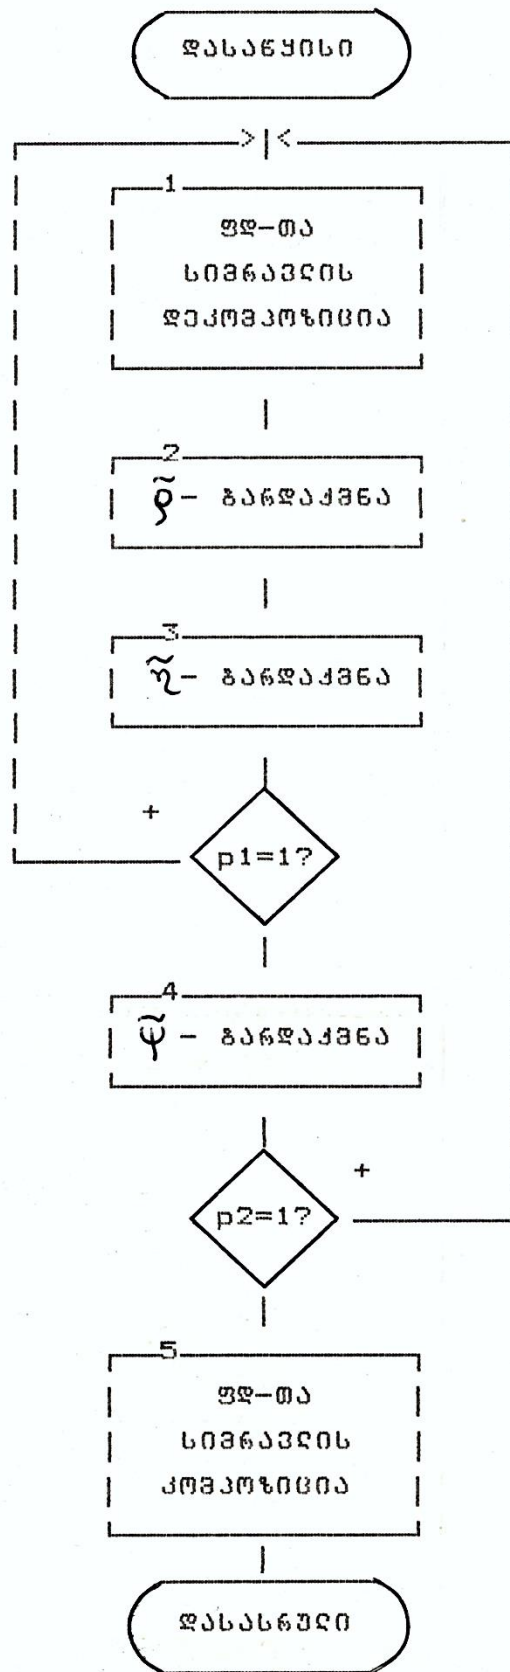 დასაწყისი
1
ფდ-თა
სიმრავლის
დეკომპოზიცია
2
ρ̃ - გარდაქმნა
3
გარდაქმნა
+
p1=1?
4
ψ̃ - გარდაქმნა
+
p2=1?
5
ფდ-თა
სიმრავლის
კომპოზიცია
დასასრული